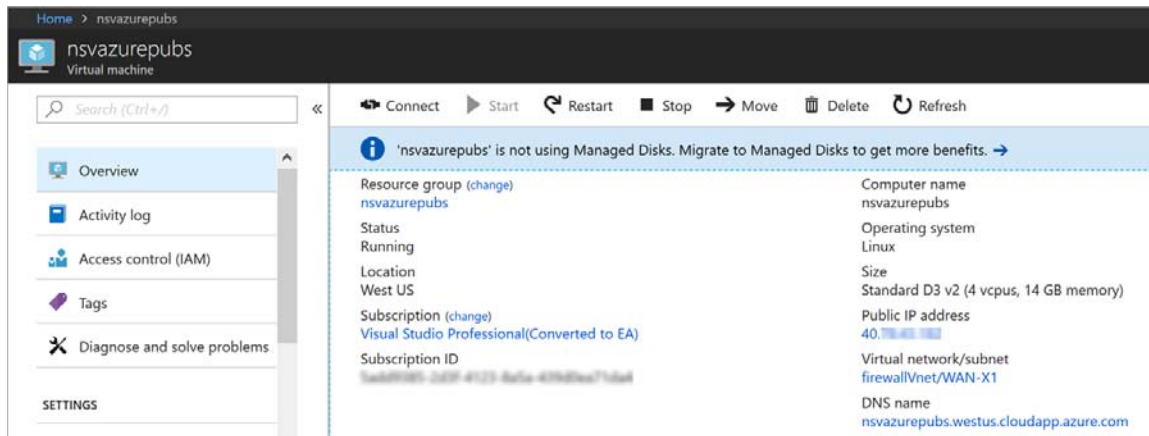 Home > nsvazurepubs
nsvazurepubs
Virtual machine
Search (Ctrl+/)
«
Overview
Activity log
Access control (IAM)
Tags
Diagnose and solve problems
SETTINGS
Connect Start Restart Stop Move Delete Refresh
'nsvazurepubs' is not using Managed Disks. Migrate to Managed Disks to get more benefits. →
Resource group (change)
nsvazurepubs
Status
Running
Location
West US
Subscription (change)
Visual Studio Professional(Converted to EA)
Subscription ID
Computer name
nsvazurepubs
Operating system
Linux
Size
Standard D3 v2 (4 vcpus, 14 GB memory)
Public IP address
40.
Virtual network/subnet
firewallVnet/WAN-X1
DNS name
nsvazurepubs.westus.cloudapp.azure.com